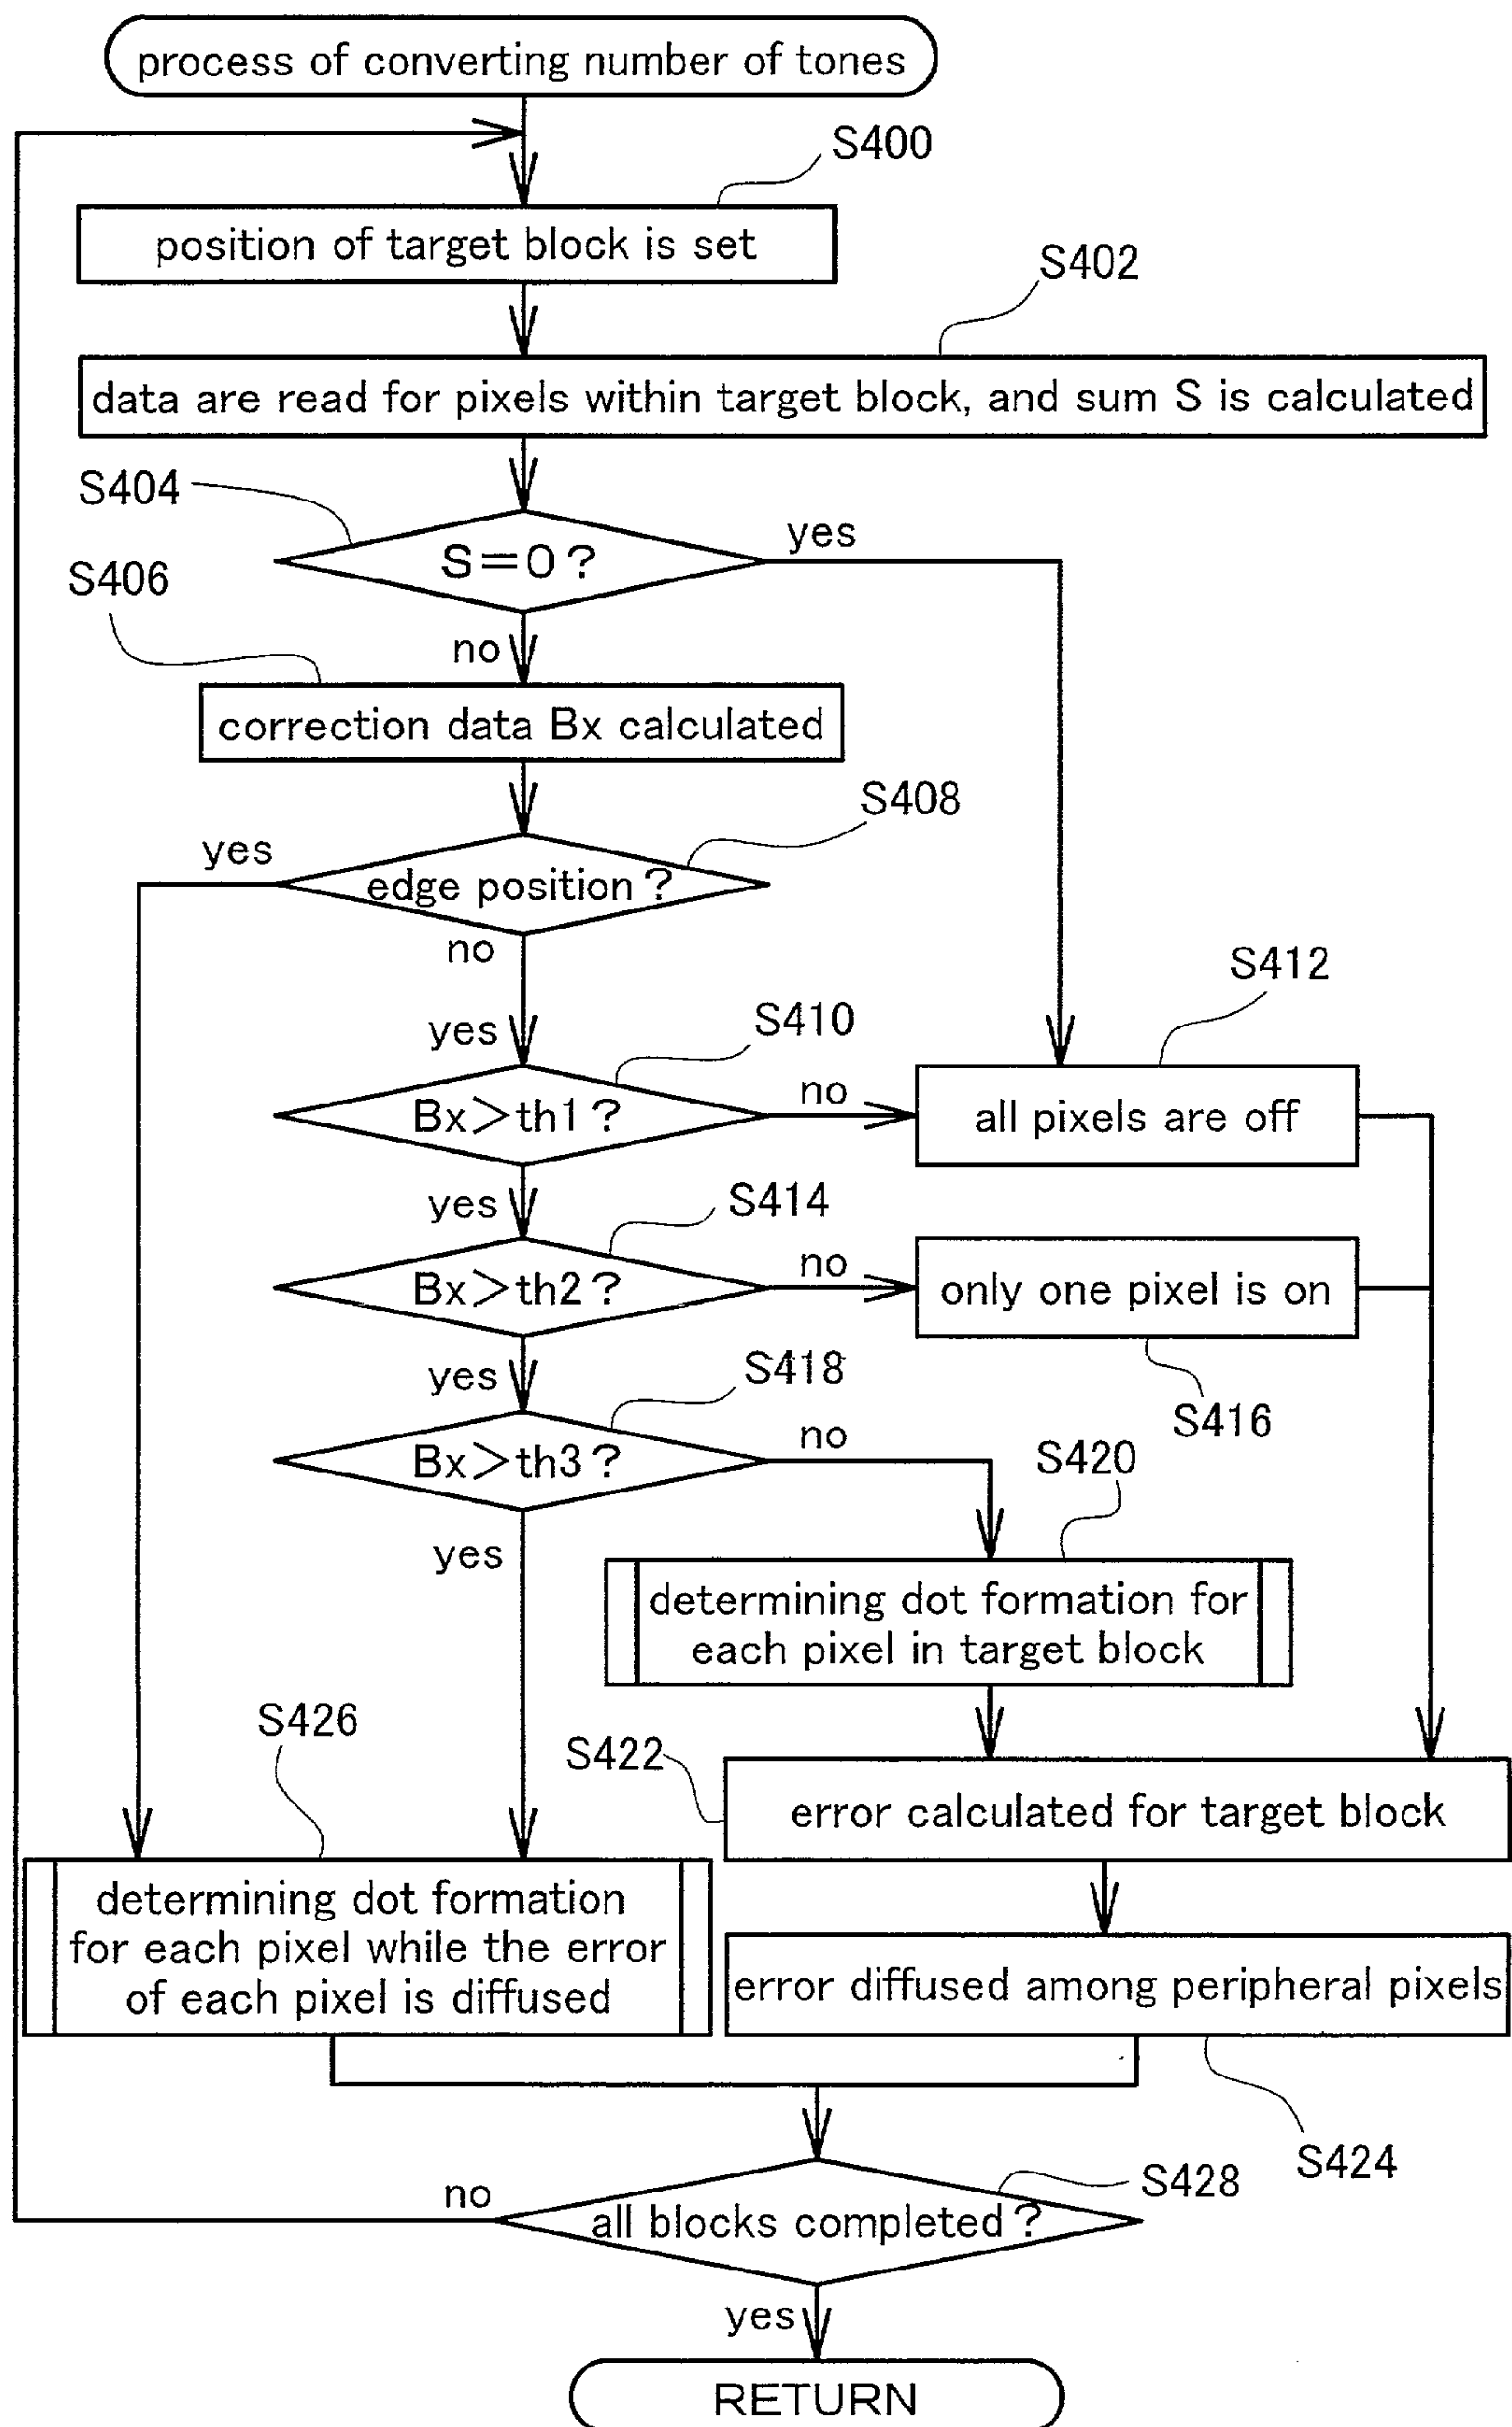 process of converting number of tones
S400
position of target block is set
S402
data are read for pixels within target block, and sum S is calculated
S404
S=0?
yes
S406
no
correction data Bx calculated
S408
yes
edge position?
no
S412
yes
S410
Bx>th1?
no
all pixels are off
yes
S414
Bx>th2?
no
only one pixel is on
yes
S418
S416
Bx>th3?
no
S420
yes
determining dot formation for
each pixel in target block
S426
S422
error calculated for target block
determining dot formation
for each pixel while the error
of each pixel is diffused
error diffused among peripheral pixels
S424
S428
no
all blocks completed?
yes
RETURN